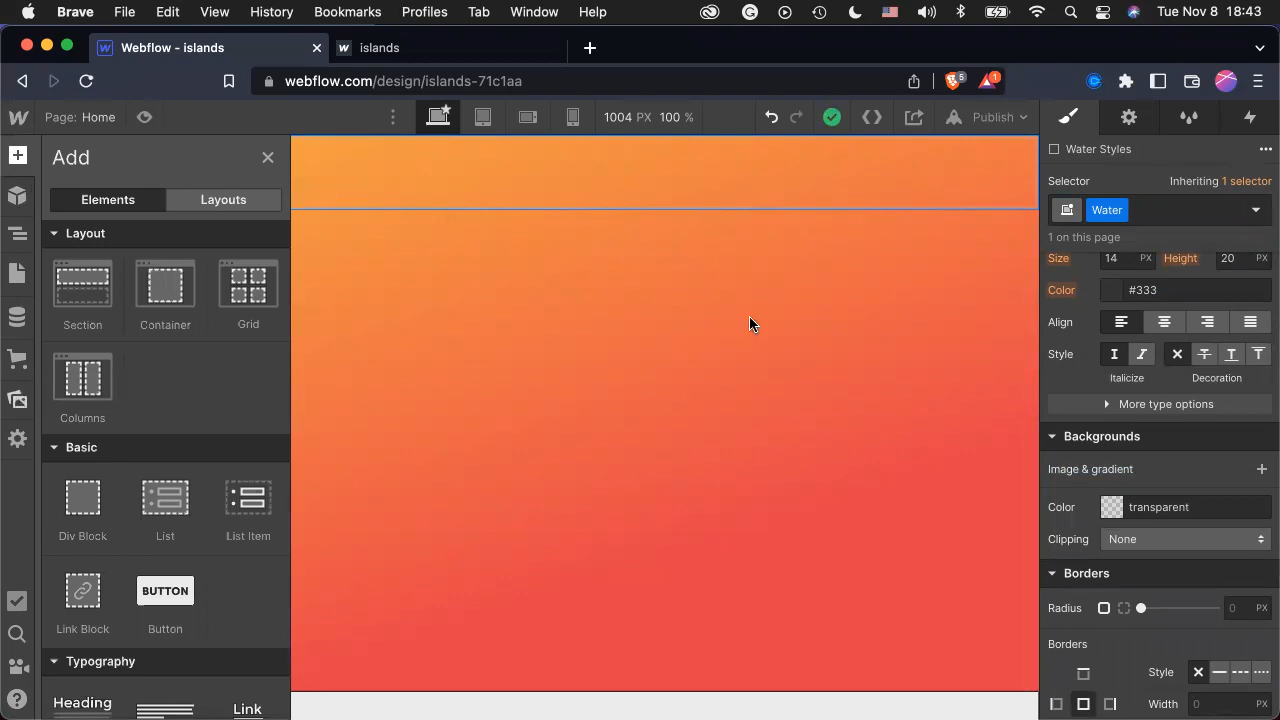 Brave File Edit View History Bookmarks Profiles Tab Window Help Tue Nov 8 18:43
Webflow - islands
islands
webflow.com/design/islands-71c1aa
5
1
Page: Home
1004 PX 100 %
Publish
Add
Elements Layouts
Layout
Section Container Grid
Columns
Basic
Div Block List List Item
BUTTON
Link Block Button
Typography
Heading Link
Water Styles
Selector Inheriting 1 selector
Water
1 on this page
Size 14 PX Height 20 PX
Color #333
Align
Style
Italicize Decoration
More type options
Backgrounds
Image & gradient
Color transparent
Clipping None
Borders
Radius 0 PX
Borders
Style
Width 0 PX